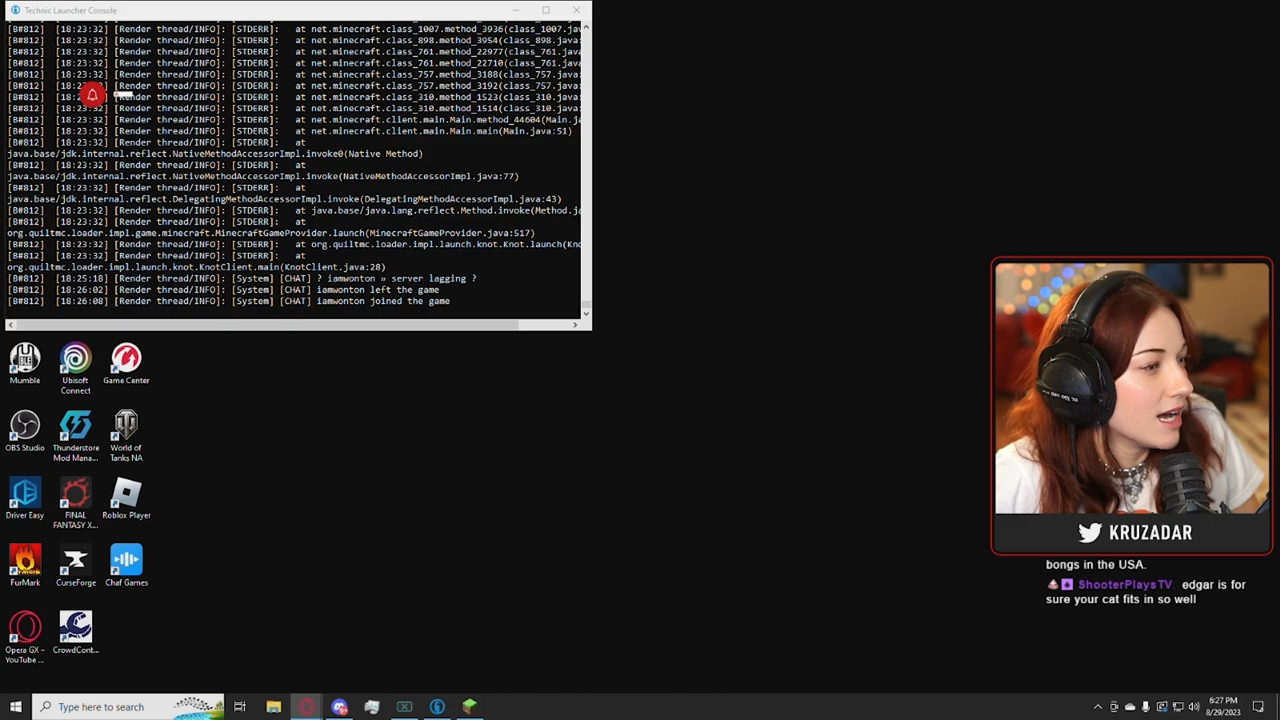 Technic Launcher Console
[B#812] [18:23:32] [Render thread/INFO]: [STDERR]: at net.minecraft.class_1007.method_3936(class_1007.jav
[B#812] [18:23:32] [Render thread/INFO]: [STDERR]: at net.minecraft.class_898.method_3954(class_898.java:
[B#812] [18:23:32] [Render thread/INFO]: [STDERR]: at net.minecraft.class_761.method_22977(class_761.java
[B#812] [18:23:32] [Render thread/INFO]: [STDERR]: at net.minecraft.class_761.method_22710(class_761.java
[B#812] [18:23:32] [Render thread/INFO]: [STDERR]: at net.minecraft.class_757.method_3188(class_757.java:
[B#812] [18:23:32] [Render thread/INFO]: [STDERR]: at net.minecraft.class_757.method_3192(class_757.java:
[B#812] [18:2 [Render thread/INFO]: [STDERR]: at net.minecraft.class_310.method_1523(class_310.java:
[B#812] [18:23:32] [Render thread/INFO]: [STDERR]: at net.minecraft.class_310.method_1514(class_310.java:
[B#812] [18:23:32] [Render thread/INFO]: [STDERR]: at net.minecraft.client.main.Main.method_44604(Main.ja
[B#812] [18:23:32] [Render thread/INFO]: [STDERR]: at net.minecraft.client.main.Main.main(Main.java:51)
[B#812] [18:23:32] [Render thread/INFO]: [STDERR]: at
java.base/jdk.internal.reflect.NativeMethodAccessorImpl.invoke0(Native Method)
[B#812] [18:23:32] [Render thread/INFO]: [STDERR]: at
java.base/jdk.internal.reflect.NativeMethodAccessorImpl.invoke(NativeMethodAccessorImpl.java:77)
[B#812] [18:23:32] [Render thread/INFO]: [STDERR]: at
java.base/jdk.internal.reflect.DelegatingMethodAccessorImpl.invoke(DelegatingMethodAccessorImpl.java:43)
[B#812] [18:23:32] [Render thread/INFO]: [STDERR]: at java.base/java.lang.reflect.Method.invoke(Method.ja
[B#812] [18:23:32] [Render thread/INFO]: [STDERR]: at
org.quiltmc.loader.impl.game.minecraft.MinecraftGameProvider.launch(MinecraftGameProvider.java:517)
[B#812] [18:23:32] [Render thread/INFO]: [STDERR]: at org.quiltmc.loader.impl.launch.knot.Knot.launch(Kno
[B#812] [18:23:32] [Render thread/INFO]: [STDERR]: at
org.quiltmc.loader.impl.launch.knot.KnotClient.main(KnotClient.java:28)
[B#812] [18:25:18] [Render thread/INFO]: [System] [CHAT] ? iamwonton » server lagging ?
[B#812] [18:26:02] [Render thread/INFO]: [System] [CHAT] iamwonton left the game
[B#812] [18:26:08] [Render thread/INFO]: [System] [CHAT] iamwonton joined the game
Mumble
Ubisoft
Connect
Game Center
OBS Studio
Thunderstore
Mod Mana...
World of
Tanks NA
Driver Easy
FINAL
FANTASY X...
Roblox Player
FurMark
CurseForge
Chaf Games
Opera GX –
YouTube ...
CrowdCont...
KRUZADAR
bongs in the USA.
ShooterPlaysTV edgar is for
sure your cat fits in so well
Type here to search
6:27 PM
8/29/2023